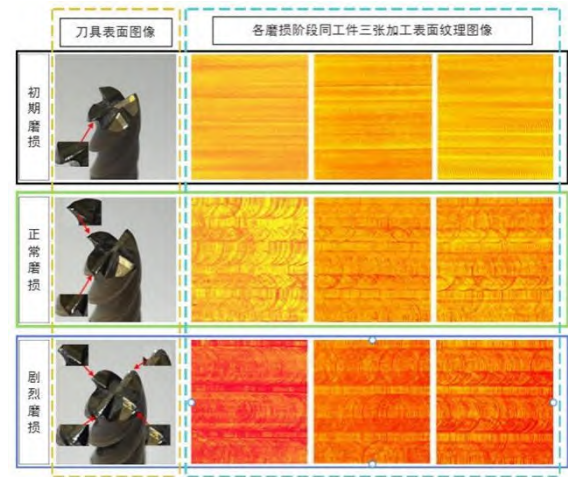 刀具表面图像
各磨损阶段同工件三张加工表面纹理图像
初期磨损
正常磨损
剧烈磨损